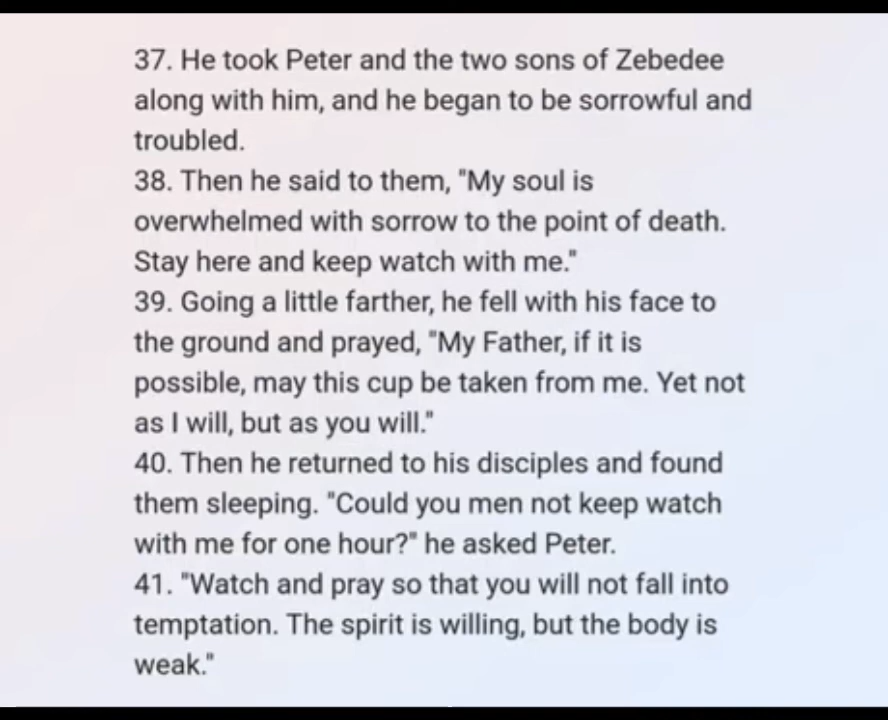 37. He took Peter and the two sons of Zebedee
along with him, and he began to be sorrowful and
troubled.
38. Then he said to them, "My soul is
overwhelmed with sorrow to the point of death.
Stay here and keep watch with me."
39. Going a little farther, he fell with his face to
the ground and prayed, "My Father, if it is
possible, may this cup be taken from me. Yet not
as I will, but as you will."
40. Then he returned to his disciples and found
them sleeping. "Could you men not keep watch
with me for one hour?" he asked Peter.
41. "Watch and pray so that you will not fall into
temptation. The spirit is willing, but the body is
weak."